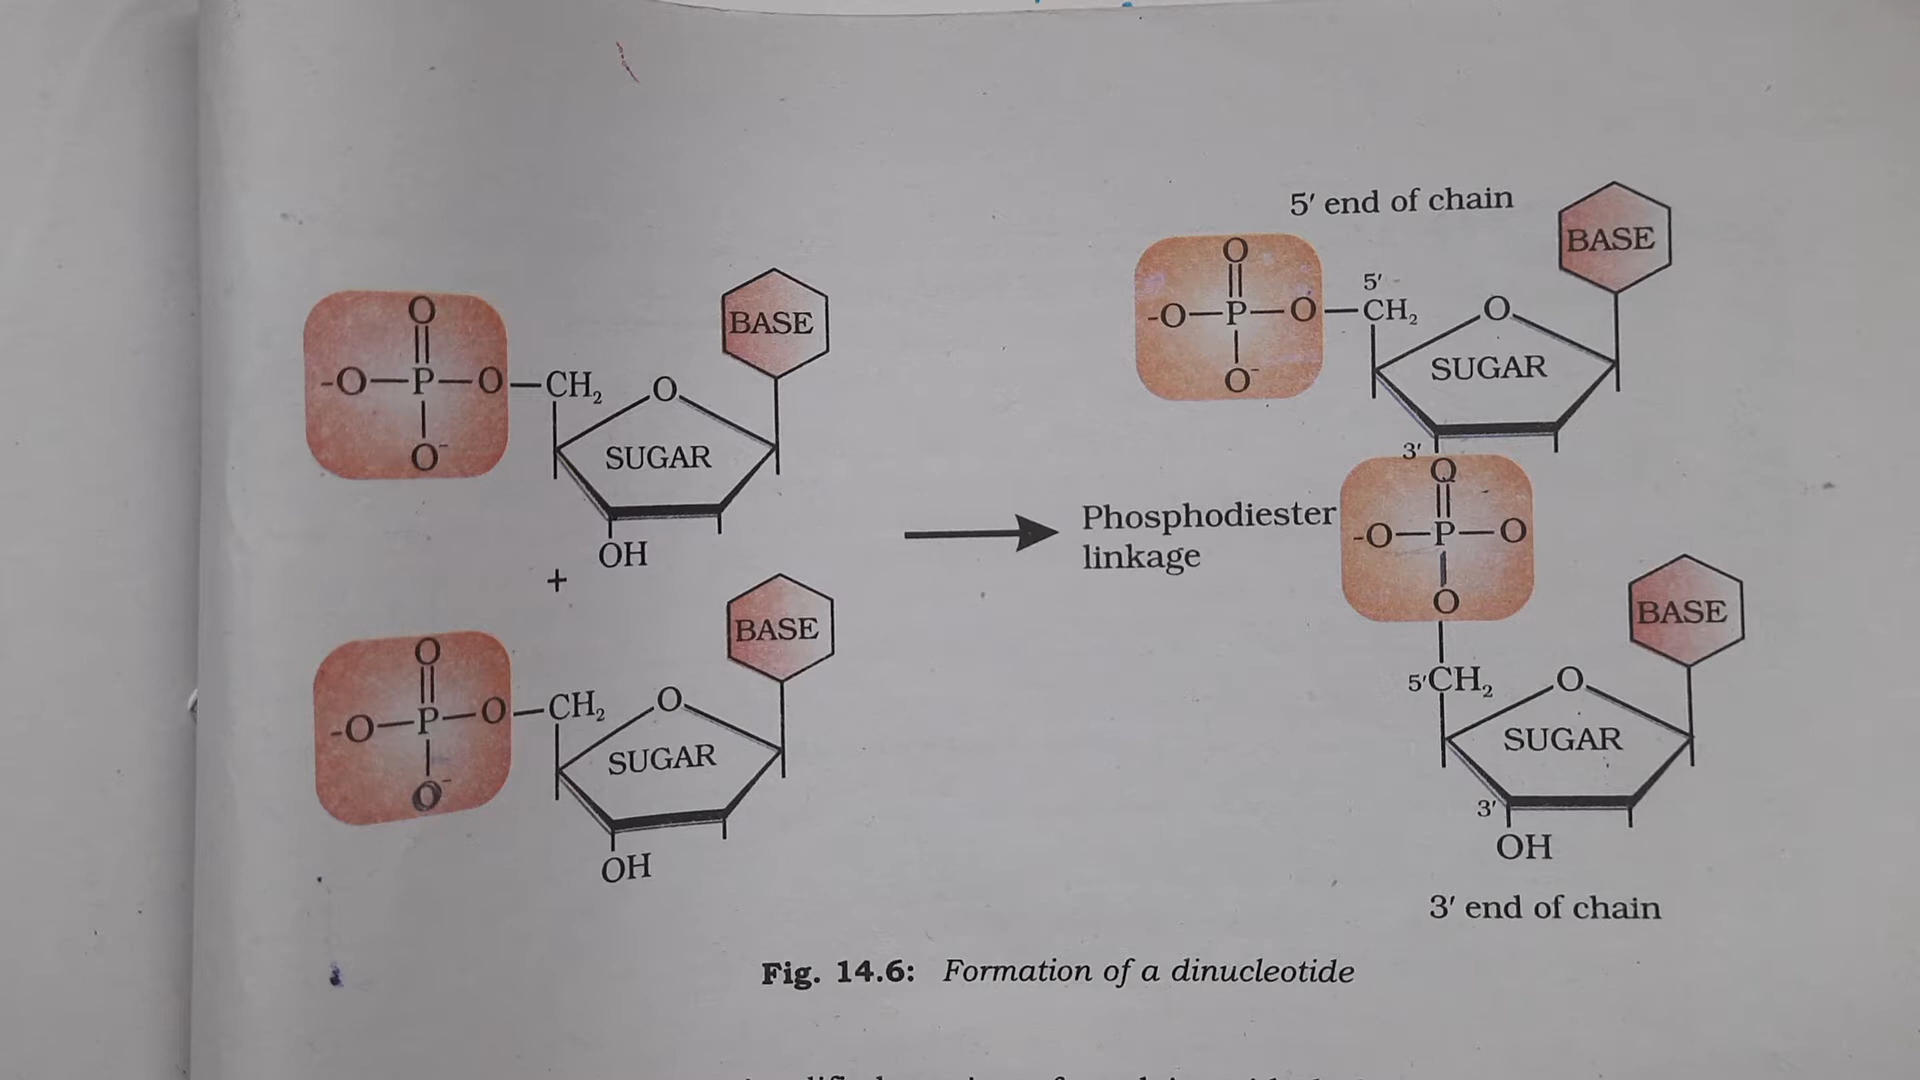 5′ end of chain
BASE
O
5′
-O—P—O—CH₂
O
SUGAR
O⁻
3′
BASE
O
-O—P—O—CH₂
O
SUGAR
O⁻
OH
+
Phosphodiester
linkage
O
-O—P—O
O
BASE
5′CH₂
O
SUGAR
3′
OH
3′ end of chain
BASE
O
-O—P—O—CH₂
O
SUGAR
O⁻
OH
Fig. 14.6: Formation of a dinucleotide